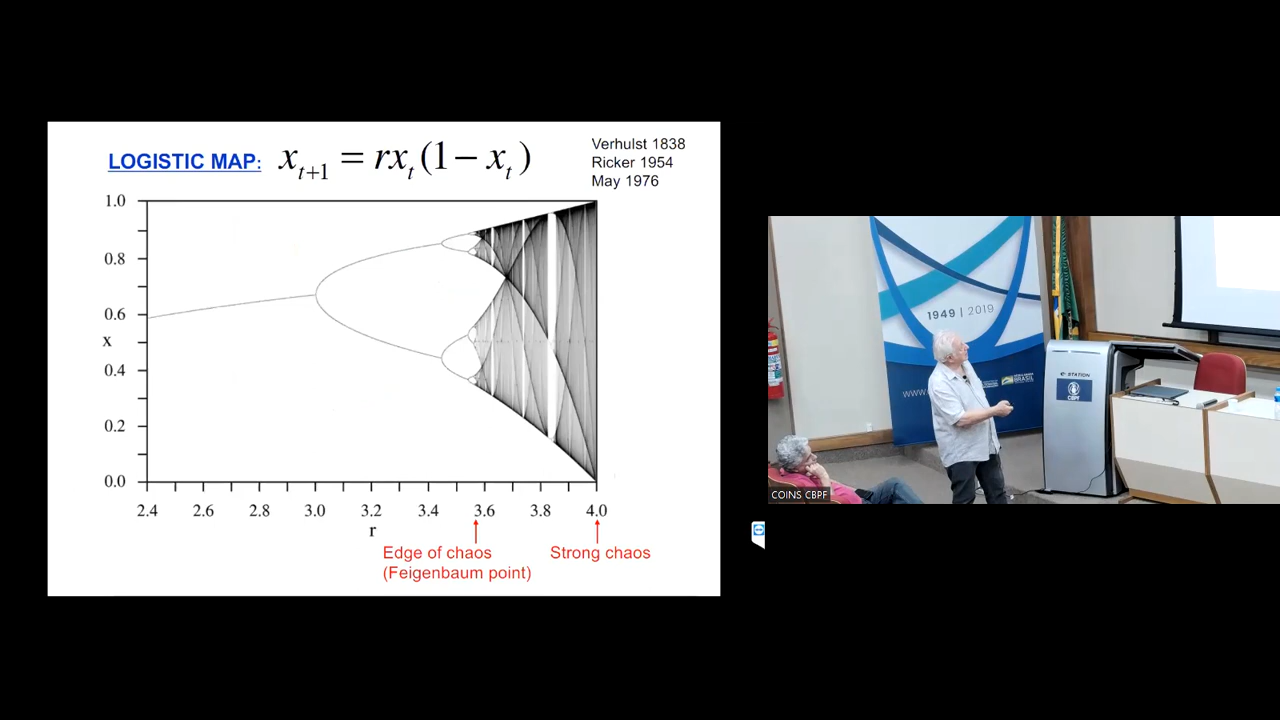 LOGISTIC MAP: x_{t+1} = rx_t(1 − x_t)
Verhulst 1838
Ricker 1954
May 1976
1.0
0.8
0.6
x
0.4
0.2
0.0
2.4 2.6 2.8 3.0 3.2 3.4 3.6 3.8 4.0
r
Edge of chaos
(Feigenbaum point)
Strong chaos
1949 | 2019
www
BRASIL
e-STATION
CBPF
COINS CBPF